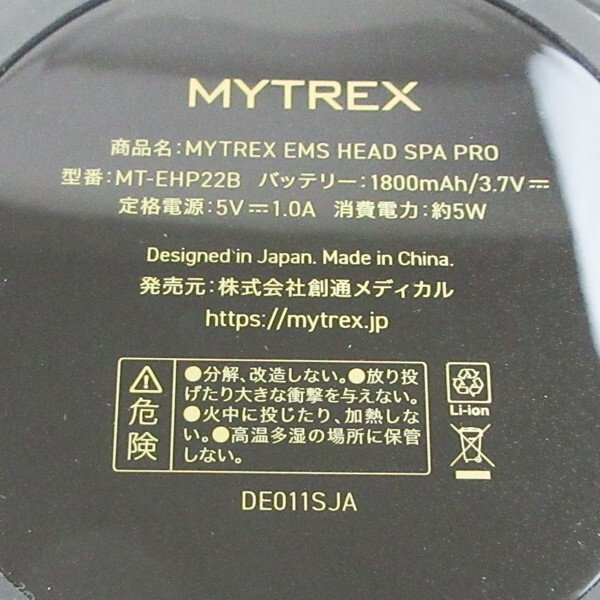 MYTREX
商品名:MYTREX EMS HEAD SPA PRO
型番:MT-EHP22B バッテリー:1800mAh/3.7V⎓
定格電源:5V⎓1.0A 消費電力:約5W
Designed in Japan. Made in China.
発売元:株式会社創通メディカル
https://mytrex.jp
危険
●分解、改造しない。●放り投
げたり大きな衝撃を与えない。
●火中に投じたり、加熱しな
い。●高温多湿の場所に保管
しない。
Li-ion
DE011SJA